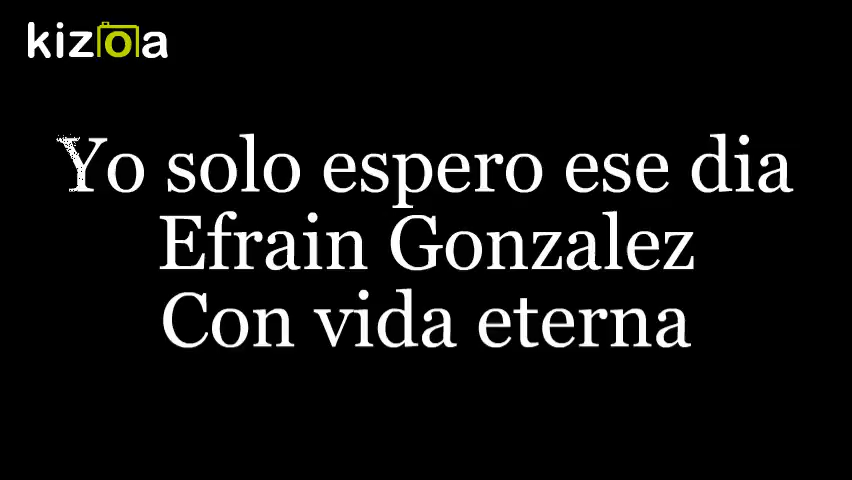 kizoa
Yo solo espero ese dia
Efrain Gonzalez
Con vida eterna